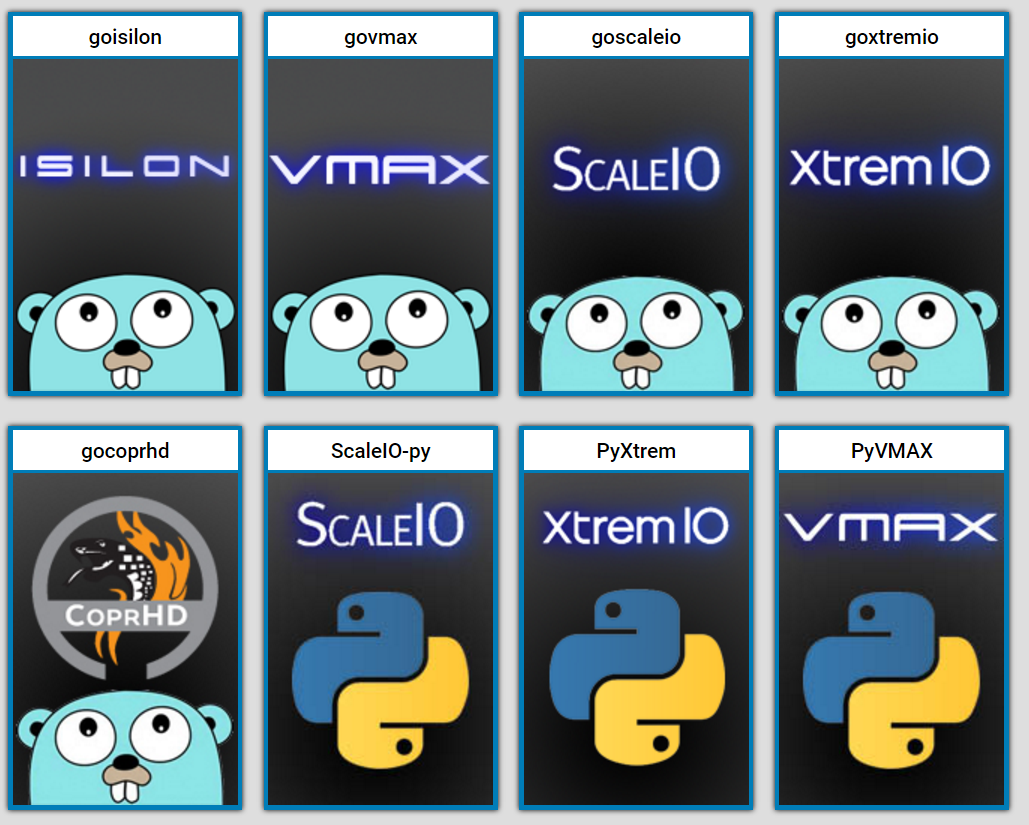 goisilon
govmax
goscaleio
goxtremio
ISILON
VMAX
SCALEIO
XtremIO
gocoprhd
ScaleIO-py
PyXtrem
PyVMAX
COPRHD
SCALEIO
XtremIO
VMAX